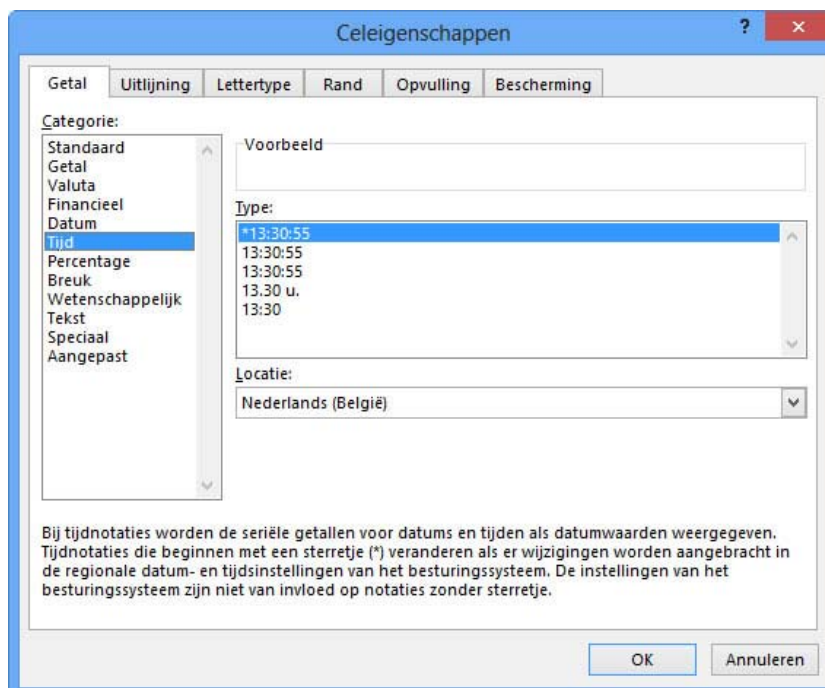 Celeigenschappen
?
Getal Uitlijning Lettertype Rand Opvulling Bescherming
Categorie:
Standaard
Getal
Valuta
Financieel
Datum
Tijd
Percentage
Breuk
Wetenschappelijk
Tekst
Speciaal
Aangepast
Voorbeeld
Type:
*13:30:55
13:30:55
13:30:55
13.30 u.
13:30
Locatie:
Nederlands (België)
Bij tijdnotaties worden de seriële getallen voor datums en tijden als datumwaarden weergegeven.
Tijdnotaties die beginnen met een sterretje (*) veranderen als er wijzigingen worden aangebracht in
de regionale datum- en tijdsinstellingen van het besturingssysteem. De instellingen van het
besturingssysteem zijn niet van invloed op notaties zonder sterretje.
OK Annuleren